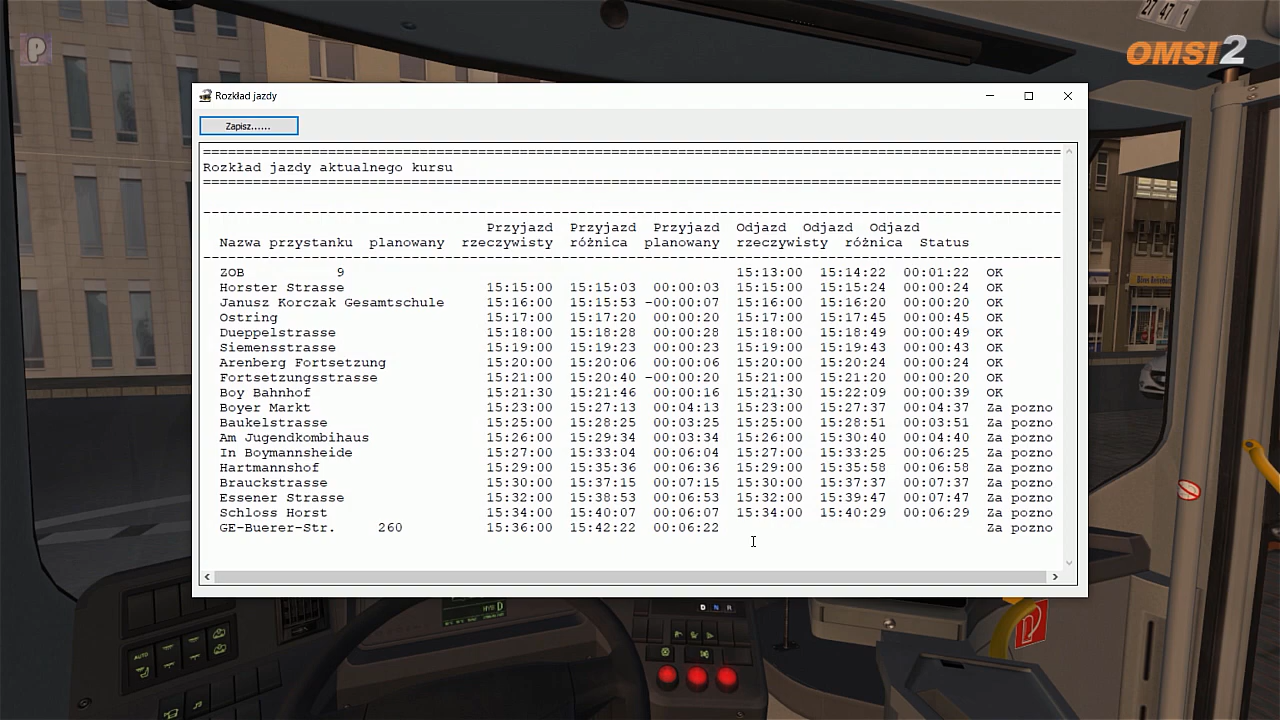 27 47 1
P
OMSI 2
Rozkład jazdy
Zapisz......
=====================================================================================================
Rozkład jazdy aktualnego kursu
=====================================================================================================
-----------------------------------------------------------------------------------------------------
Przyjazd Przyjazd Przyjazd Odjazd Odjazd Odjazd
Nazwa przystanku planowany rzeczywisty różnica planowany rzeczywisty różnica Status
-----------------------------------------------------------------------------------------------------
ZOB 9 15:13:00 15:14:22 00:01:22 OK
Horster Strasse 15:15:00 15:15:03 00:00:03 15:15:00 15:15:24 00:00:24 OK
Janusz Korczak Gesamtschule 15:16:00 15:15:53 -00:00:07 15:16:00 15:16:20 00:00:20 OK
Ostring 15:17:00 15:17:20 00:00:20 15:17:00 15:17:45 00:00:45 OK
Dueppelstrasse 15:18:00 15:18:28 00:00:28 15:18:00 15:18:49 00:00:49 OK
Siemensstrasse 15:19:00 15:19:23 00:00:23 15:19:00 15:19:43 00:00:43 OK
Arenberg Fortsetzung 15:20:00 15:20:06 00:00:06 15:20:00 15:20:24 00:00:24 OK
Fortsetzungsstrasse 15:21:00 15:20:40 -00:00:20 15:21:00 15:21:20 00:00:20 OK
Boy Bahnhof 15:21:30 15:21:46 00:00:16 15:21:30 15:22:09 00:00:39 OK
Boyer Markt 15:23:00 15:27:13 00:04:13 15:23:00 15:27:37 00:04:37 Za pozno
Baukelstrasse 15:25:00 15:28:25 00:03:25 15:25:00 15:28:51 00:03:51 Za pozno
Am Jugendkombihaus 15:26:00 15:29:34 00:03:34 15:26:00 15:30:40 00:04:40 Za pozno
In Boymannsheide 15:27:00 15:33:04 00:06:04 15:27:00 15:33:25 00:06:25 Za pozno
Hartmannshof 15:29:00 15:35:36 00:06:36 15:29:00 15:35:58 00:06:58 Za pozno
Brauckstrasse 15:30:00 15:37:15 00:07:15 15:30:00 15:37:37 00:07:37 Za pozno
Essener Strasse 15:32:00 15:38:53 00:06:53 15:32:00 15:39:47 00:07:47 Za pozno
Schloss Horst 15:34:00 15:40:07 00:06:07 15:34:00 15:40:29 00:06:29 Za pozno
GE-Buerer-Str. 260 15:36:00 15:42:22 00:06:22 Za pozno
D N R
AUTO